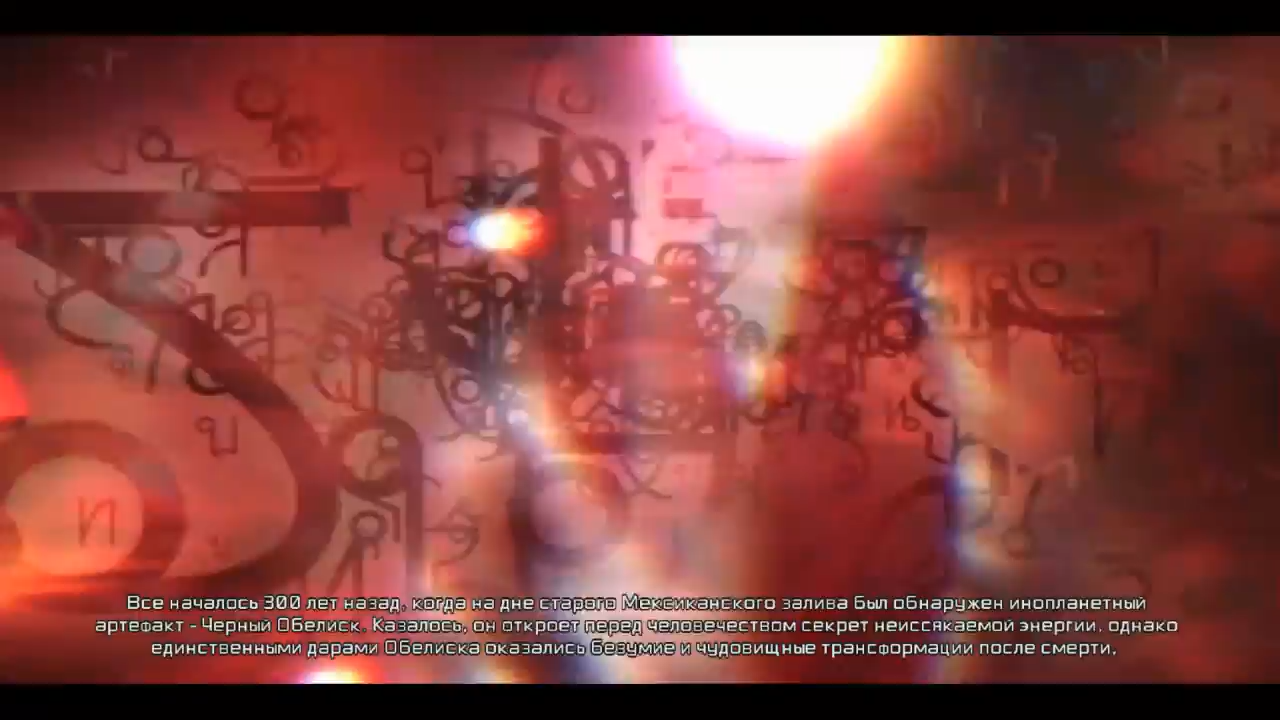 Все началось 300 лет назад, когда на дне старого Мексиканского залива был обнаружен инопланетный
артефакт - Черный Обелиск. Казалось, он откроет перед человечеством секрет неиссякаемой энергии, однако
единственными дарами Обелиска оказались безумие и чудовищные трансформации после смерти,